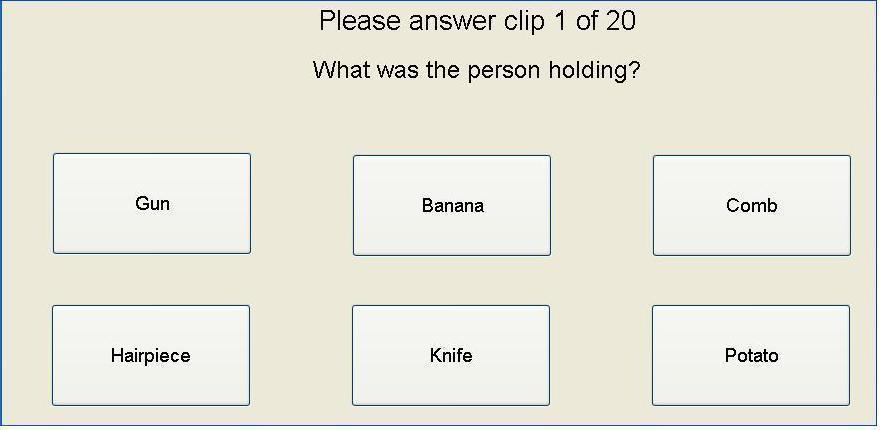 Please answer clip 1 of 20
What was the person holding?
Gun
Banana
Comb
Hairpiece
Knife
Potato